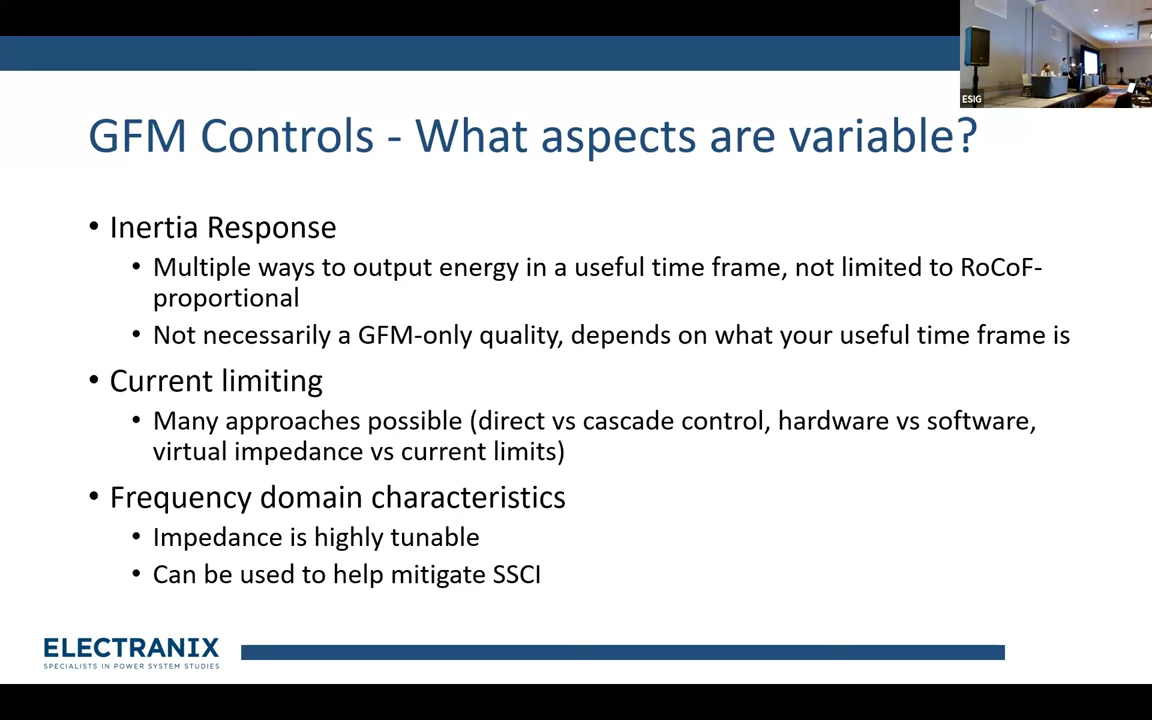 ESIG
GFM Controls - What aspects are variable?
• Inertia Response
• Multiple ways to output energy in a useful time frame, not limited to RoCoF-
proportional
• Not necessarily a GFM-only quality, depends on what your useful time frame is
• Current limiting
• Many approaches possible (direct vs cascade control, hardware vs software,
virtual impedance vs current limits)
• Frequency domain characteristics
• Impedance is highly tunable
• Can be used to help mitigate SSCI
ELECTRANIX
SPECIALISTS IN POWER SYSTEM STUDIES